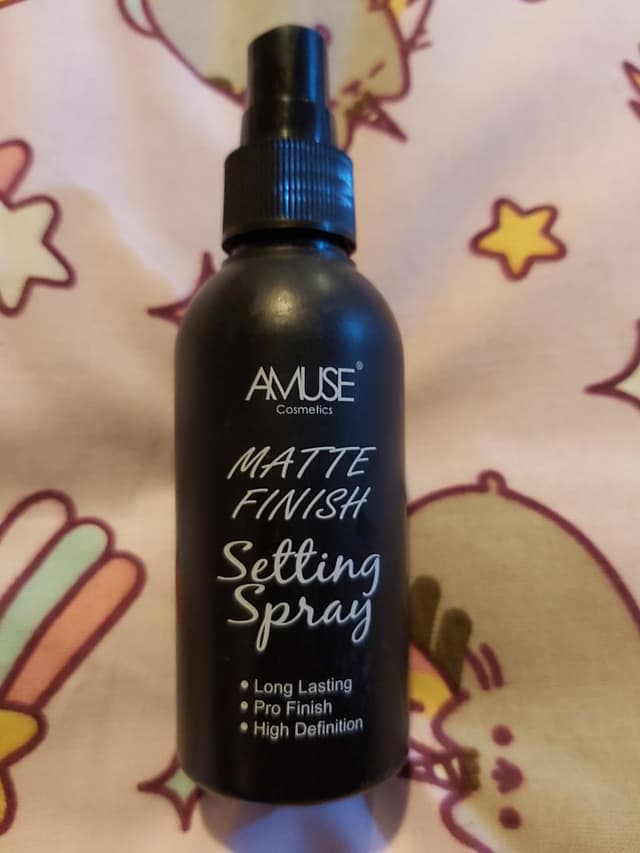 AMUSE®
Cosmetics
MATTE
FINISH
Setting
Spray
• Long Lasting
• Pro Finish
• High Definition